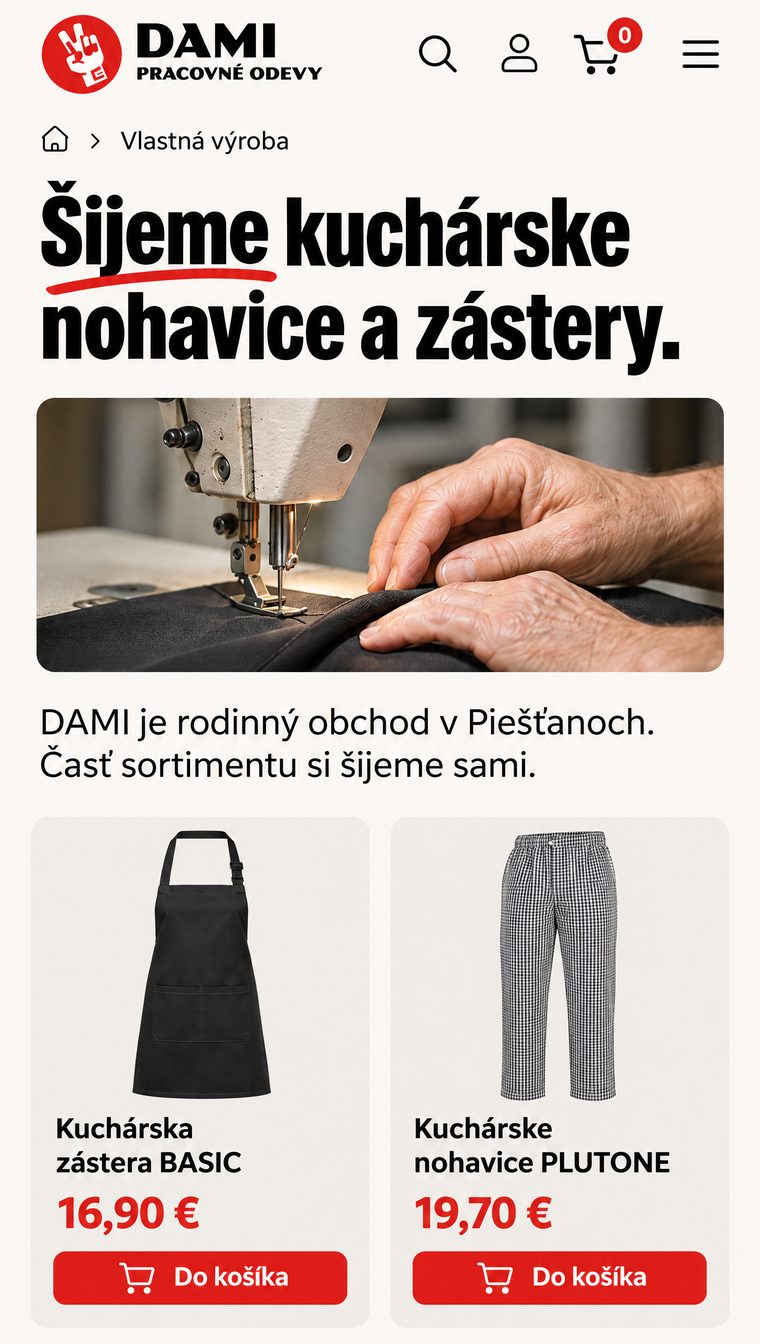 DAMI
PRACOVNÉ ODEVY
0
Vlastná výroba
Šijeme kuchárske
nohavice a zástery.
DAMI je rodinný obchod v Piešťanoch.
Časť sortimentu si šijeme sami.
Kuchárska
zástera BASIC
16,90 €
Do košíka
Kuchárske
nohavice PLUTONE
19,70 €
Do košíka